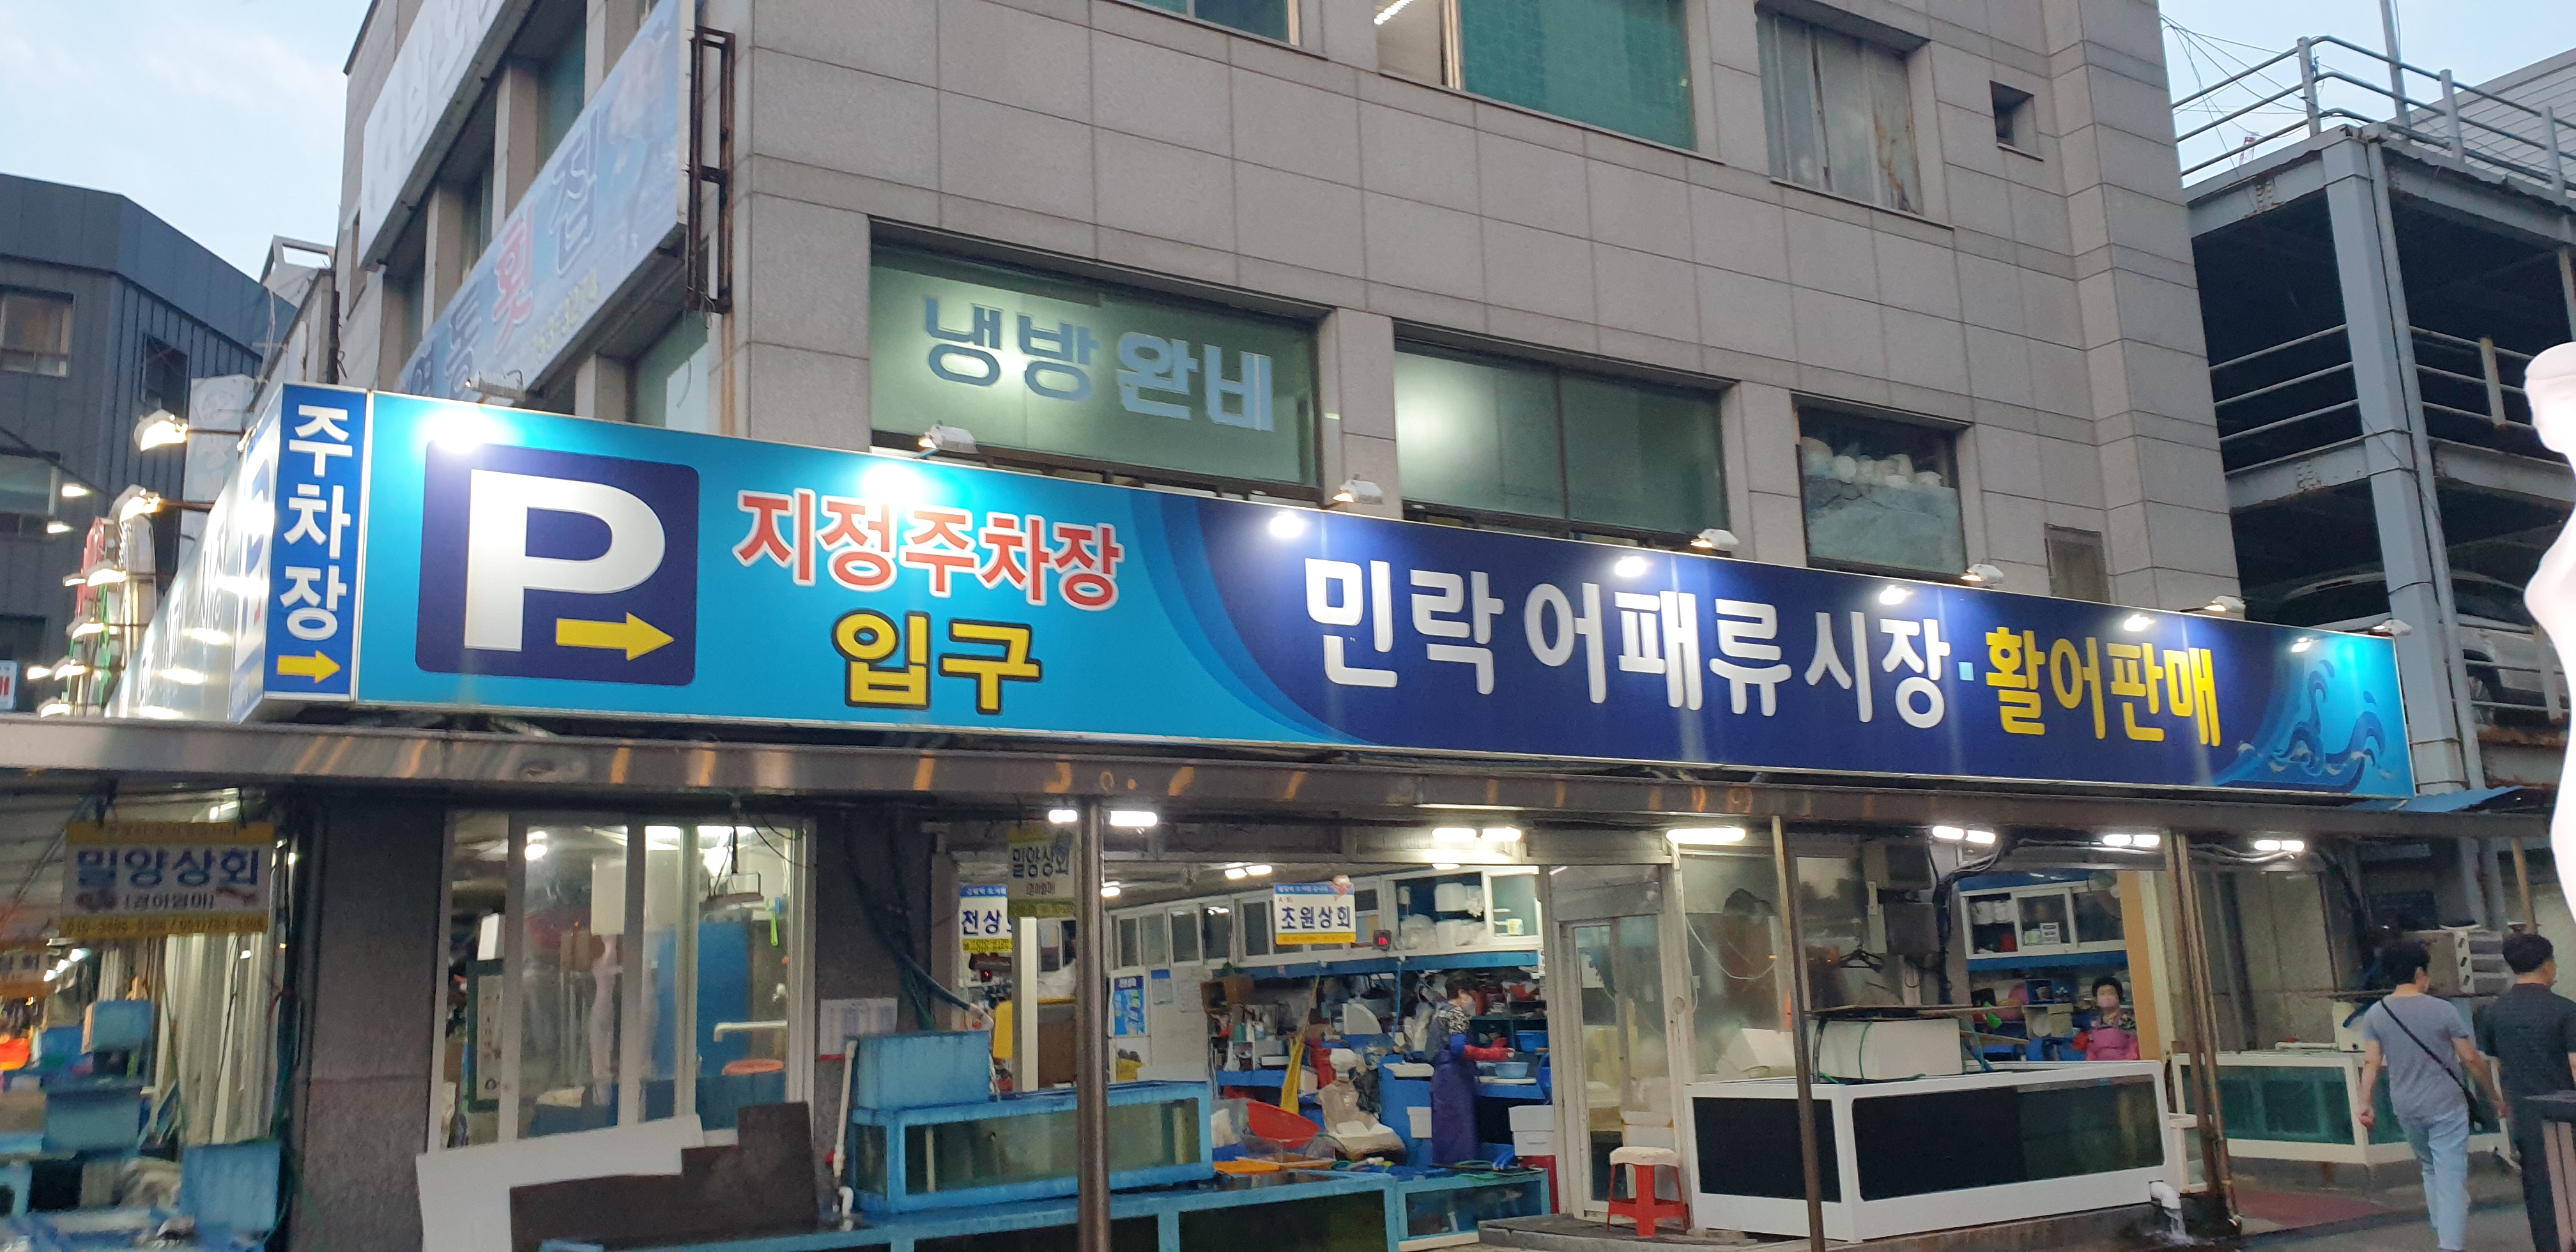 냉방완비
횟집
주차장
P
지정주차장
입구
민락어패류시장·활어판매
밀양상회
밀양상회
천상
초원상회